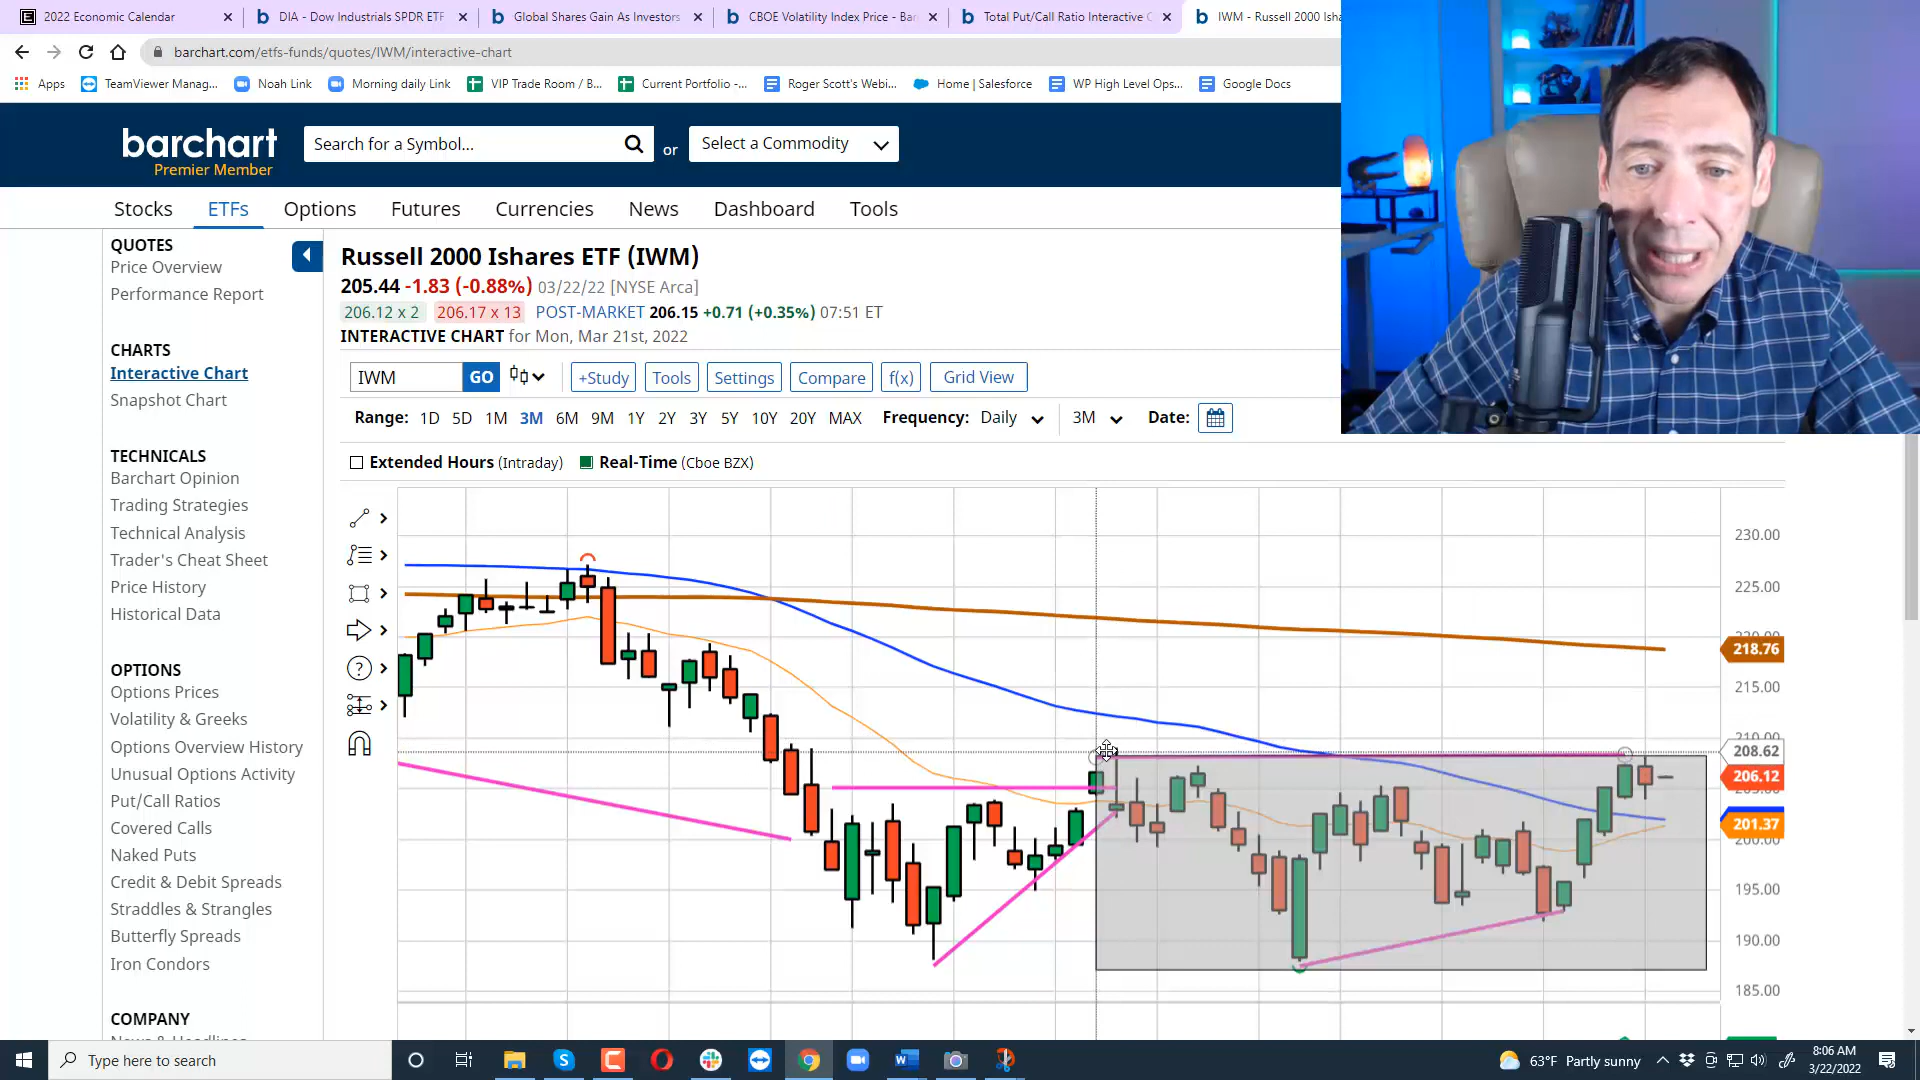 2022 Economic Calendar
DIA - Dow Industrials SPDR ETF
Global Shares Gain As Investors
CBOE Volatility Index Price - Bar
Total Put/Call Ratio Interactive C
IWM - Russell 2000 Isha
barchart.com/etfs-funds/quotes/IWM/interactive-chart
Apps
TeamViewer Manag...
Noah Link
Morning daily Link
VIP Trade Room / B...
Current Portfolio -...
Roger Scott's Webi...
Home | Salesforce
WP High Level Ops...
Google Docs
barchart
Premier Member
Search for a Symbol...
or
Select a Commodity
Stocks
ETFs
Options
Futures
Currencies
News
Dashboard
Tools
QUOTES
Price Overview
Performance Report
CHARTS
Interactive Chart
Snapshot Chart
TECHNICALS
Barchart Opinion
Trading Strategies
Technical Analysis
Trader's Cheat Sheet
Price History
Historical Data
OPTIONS
Options Prices
Volatility & Greeks
Options Overview History
Unusual Options Activity
Put/Call Ratios
Covered Calls
Naked Puts
Credit & Debit Spreads
Straddles & Strangles
Butterfly Spreads
Iron Condors
COMPANY
Russell 2000 Ishares ETF (IWM)
205.44 -1.83 (-0.88%) 03/22/22 [NYSE Arca]
206.12 x 2 206.17 x 13 POST-MARKET 206.15 +0.71 (+0.35%) 07:51 ET
INTERACTIVE CHART for Mon, Mar 21st, 2022
IWM GO +Study Tools Settings Compare f(x) Grid View
Range: 1D 5D 1M 3M 6M 9M 1Y 2Y 3Y 5Y 10Y 20Y MAX Frequency: Daily 3M Date:
Extended Hours (Intraday) Real-Time (Cboe BZX)
230.00
225.00
218.76
215.00
210.00
208.62
206.12
201.37
200.00
195.00
190.00
185.00
Type here to search
63°F Partly sunny
8:06 AM
3/22/2022